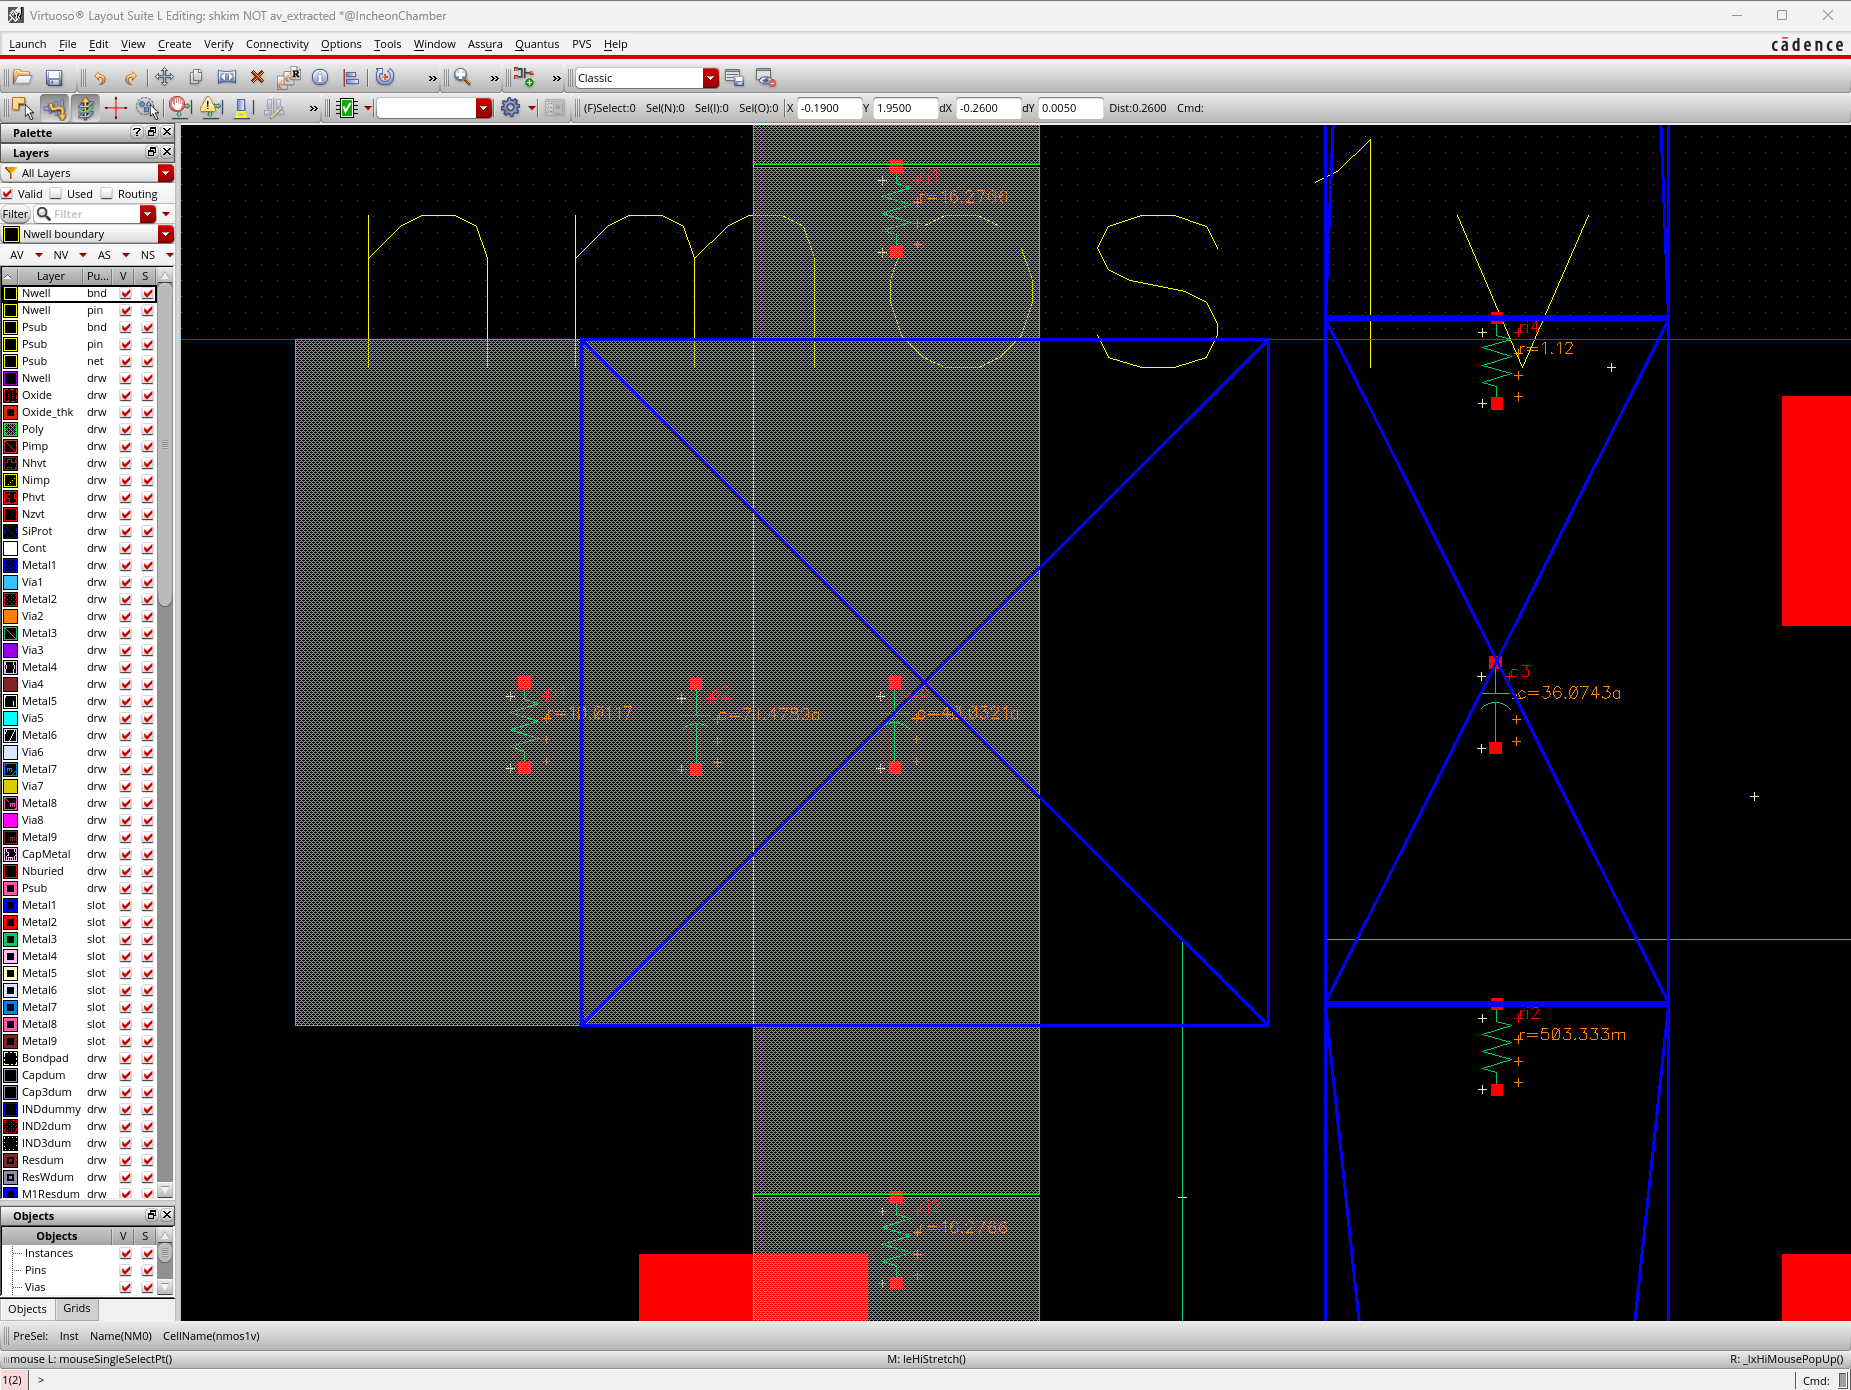 Virtuoso® Layout Suite L Editing: shkim NOT av_extracted *@IncheonChamber
Launch File Edit View Create Verify Connectivity Options Tools Window Assura Quantus PVS Help
cādence
R
» » » Classic
» (F)Select:0 Sel(N):0 Sel(I):0 Sel(O):0 X -0.1900 Y 1.9500 dX -0.2600 dY 0.0050 Dist:0.2600 Cmd:
Palette
Layers
All Layers
Valid Used Routing
Filter Filter
Nwell boundary
AV NV AS NS
Layer Pu... V S
Nwell bnd
Nwell pin
Psub bnd
Psub pin
Psub net
Nwell drw
Oxide drw
Oxide_thk drw
Poly drw
Pimp drw
Nhvt drw
Nimp drw
Phvt drw
Nzvt drw
SiProt drw
Cont drw
Metal1 drw
Via1 drw
Metal2 drw
Via2 drw
Metal3 drw
Via3 drw
Metal4 drw
Via4 drw
Metal5 drw
Via5 drw
Metal6 drw
Via6 drw
Metal7 drw
Via7 drw
Metal8 drw
Via8 drw
Metal9 drw
CapMetal drw
Nburied drw
Psub drw
Metal1 slot
Metal2 slot
Metal3 slot
Metal4 slot
Metal5 slot
Metal6 slot
Metal7 slot
Metal8 slot
Metal9 slot
Bondpad drw
Capdum drw
Cap3dum drw
INDdummy drw
IND2dum drw
IND3dum drw
Resdum drw
ResWdum drw
M1Resdum drw
Objects
Objects V S
Instances
Pins
Vias
Objects Grids
nmos1v
r=16.2766
ri4
r=1.12
c3
c=36.0743a
ri2
r=503.333m
r=16.2766
PreSel: Inst Name(NM0) CellName(nmos1v)
mouse L: mouseSingleSelectPt() M: leHiStretch() R: _lxHiMousePopUp()
1(2) > Cmd: